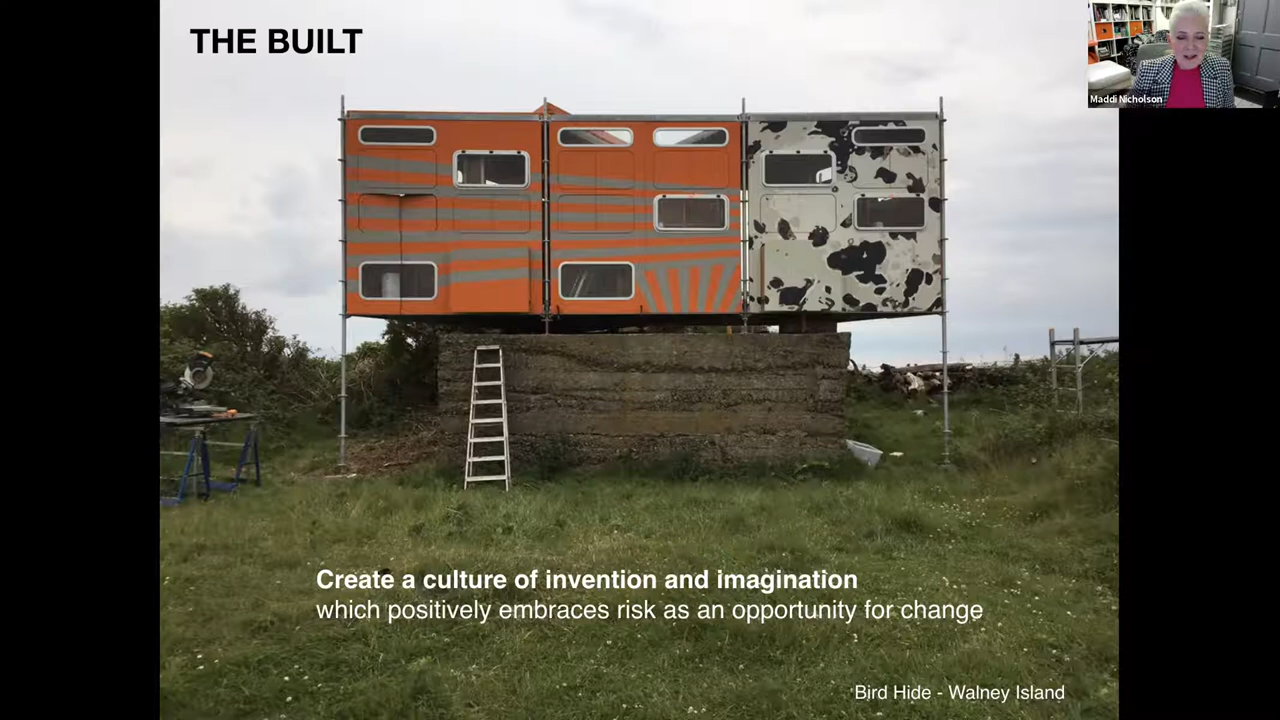 THE BUILT
Maddi Nicholson
Create a culture of invention and imagination
which positively embraces risk as an opportunity for change
Bird Hide - Walney Island